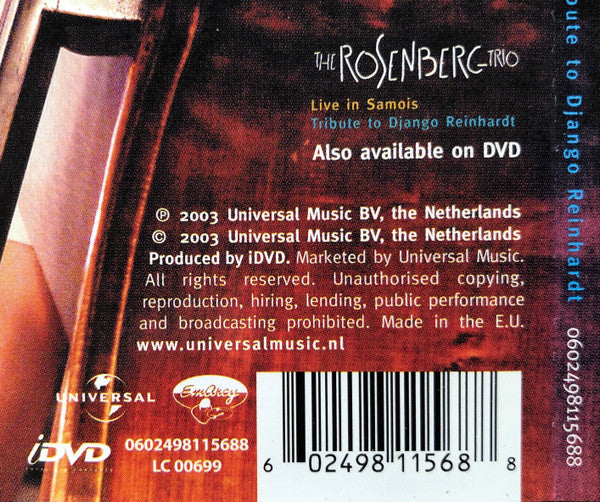 THE ROSENBERG TRIO
Live in Samois
Tribute to Django Reinhardt
Also available on DVD
℗ 2003 Universal Music BV, the Netherlands
© 2003 Universal Music BV, the Netherlands
Produced by iDVD. Marketed by Universal Music.
All rights reserved. Unauthorised copying,
reproduction, hiring, lending, public performance
and broadcasting prohibited. Made in the E.U.
www.universalmusic.nl
UNIVERSAL
EmArcy
iDVD
0602498115688
LC 00699
6 02498 11568 8
bute to Django Reinhardt 0602498115688